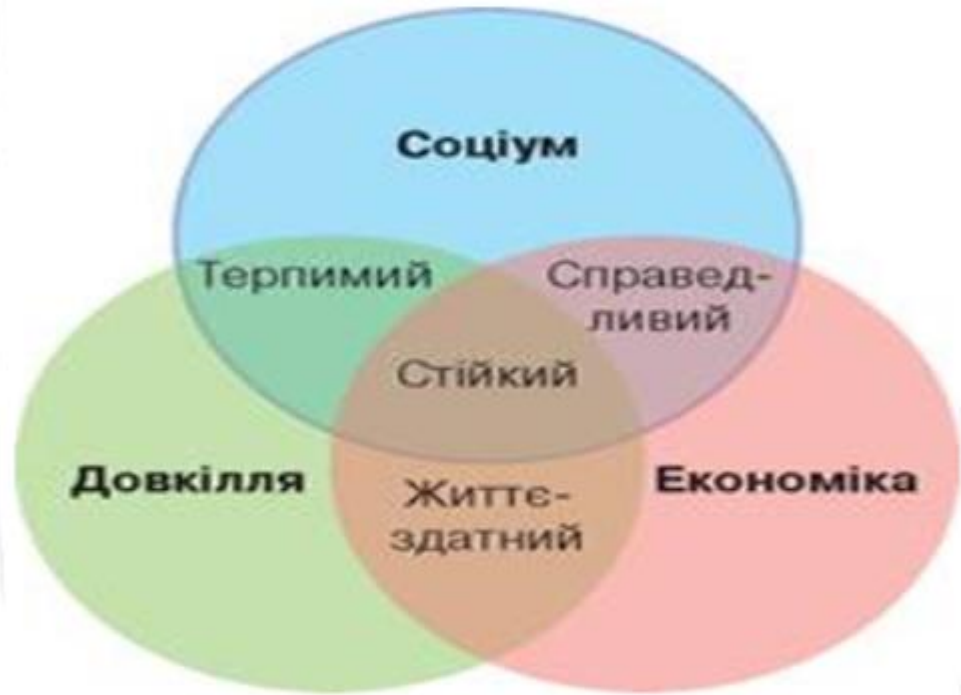 Соціум
Терпимий
Справед-
ливий
Стійкий
Довкілля
Життє-
здатний
Економіка